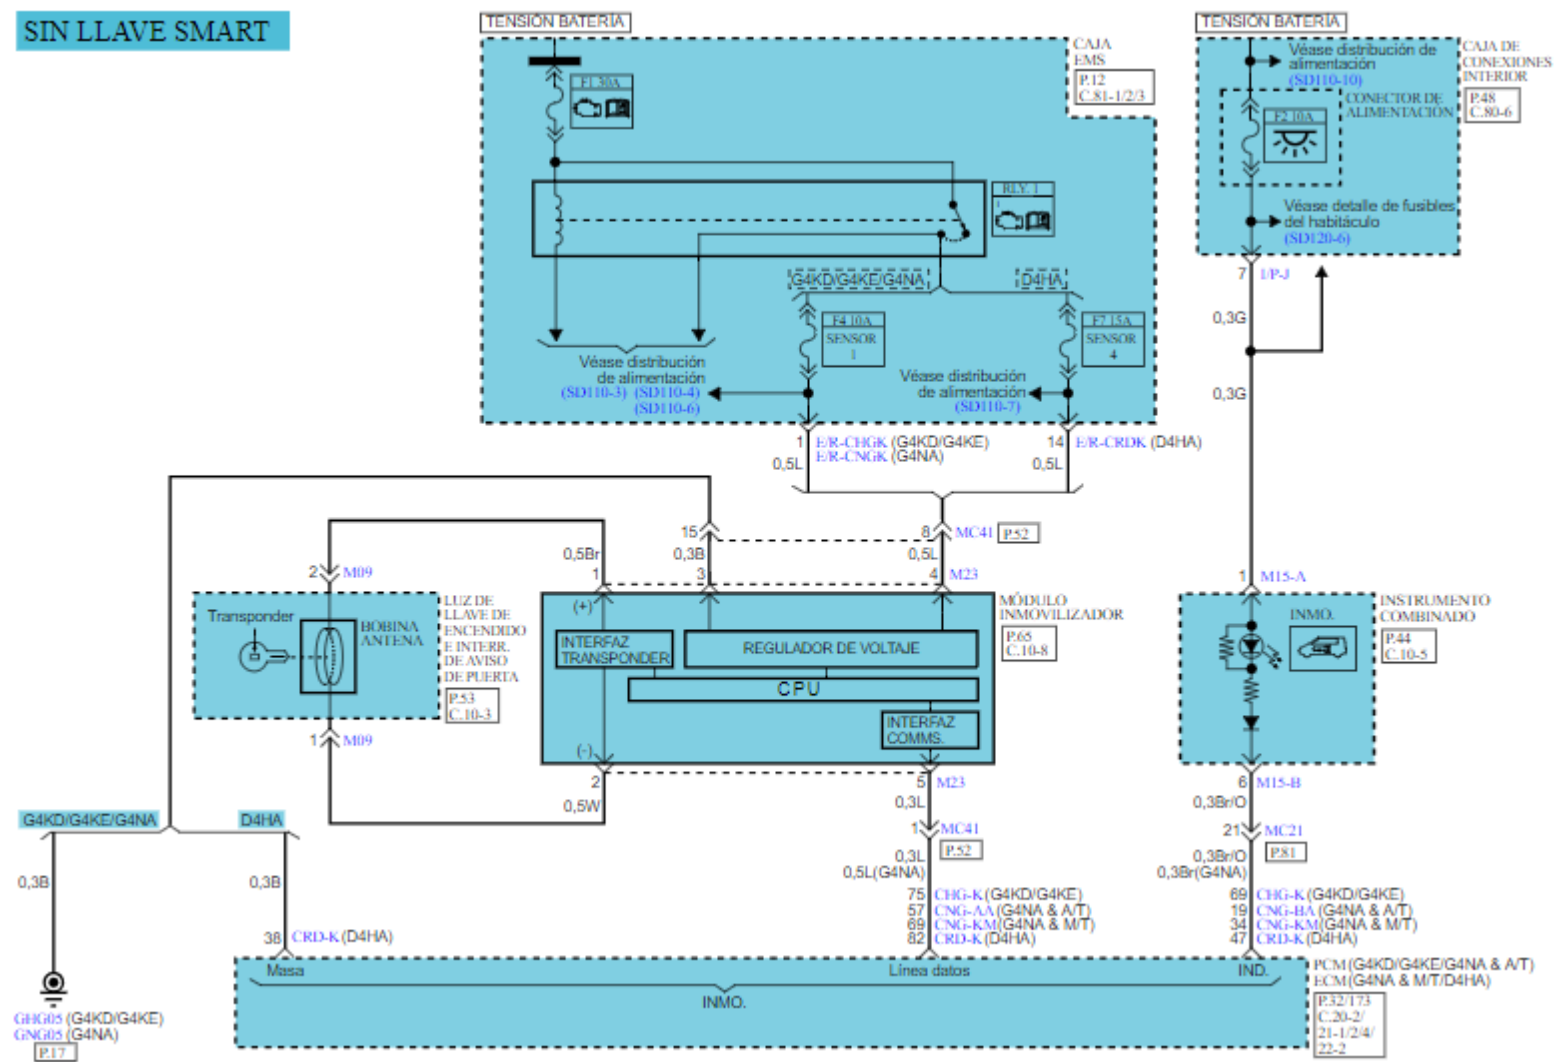 SIN LLAVE SMART
TENSIÓN BATERÍA
CAJA
EMS
P.12
C.81-1/2/3
F1 30A
RLY. 1
1
G4KD/G4KE/G4NA
D4HA
F4 10A
SENSOR
1
F7 15A
SENSOR
4
Véase distribución
de alimentación
(SD110-3) (SD110-4)
(SD110-6)
Véase distribución
de alimentación
(SD110-7)
1 E/R-CHGK (G4KD/G4KE)
E/R-CNGK (G4NA)
0,5L
14 E/R-CRDK (D4HA)
0,5L
TENSIÓN BATERÍA
Véase distribución de
alimentación
(SD110-10)
CAJA DE
CONEXIONES
INTERIOR
P.48
C.80-6
CONECTOR DE
ALIMENTACIÓN
F2 10A
Véase detalle de fusibles
del habitáculo
(SD120-6)
7 I/P-J
0,3G
0,3G
15
8 MC41 P.52
0,5Br
0,3B
0,5L
1
3
4 M23
2 M09
Transponder
BOBINA
ANTENA
LUZ DE
LLAVE DE
ENCENDIDO
E INTERR.
DE AVISO
DE PUERTA
P.53
C.10-3
1 M09
(+)
INTERFAZ
TRANSPONDER
REGULADOR DE VOLTAJE
CPU
INTERFAZ
COMMS.
(-)
MÓDULO
INMOVILIZADOR
P.65
C.10-8
2
0,5W
5 M23
0,3L
1 MC41
P.52
0,3L
0,5L(G4NA)
75 CHG-K (G4KD/G4KE)
57 CNG-AA (G4NA & A/T)
69 CNG-KM (G4NA & M/T)
82 CRD-K (D4HA)
1 M15-A
INMO.
INSTRUMENTO
COMBINADO
P.44
C.10-5
6 M15-B
0,3Br/O
21 MC21
P.81
0,3Br/O
0,3Br(G4NA)
69 CHG-K (G4KD/G4KE)
19 CNG-BA (G4NA & A/T)
34 CNG-KM (G4NA & M/T)
47 CRD-K (D4HA)
G4KD/G4KE/G4NA
D4HA
0,3B
0,3B
38 CRD-K (D4HA)
GHG05 (G4KD/G4KE)
GNG05 (G4NA)
P.17
Masa
Línea datos
IND.
INMO.
PCM (G4KD/G4KE/G4NA & A/T)
ECM (G4NA & M/T/D4HA)
P.32/173
C.20-2/
21-1/2/4/
22-2